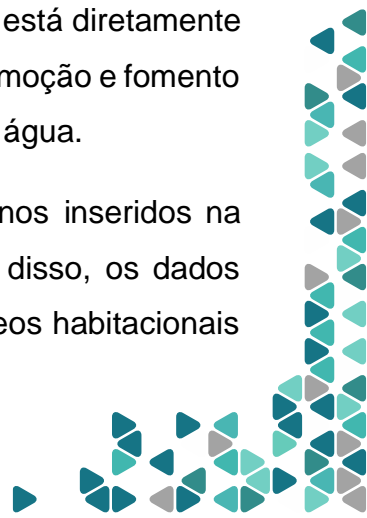 está diretamente
moção e fomento
água.
nos inseridos na
disso, os dados
eos habitacionais